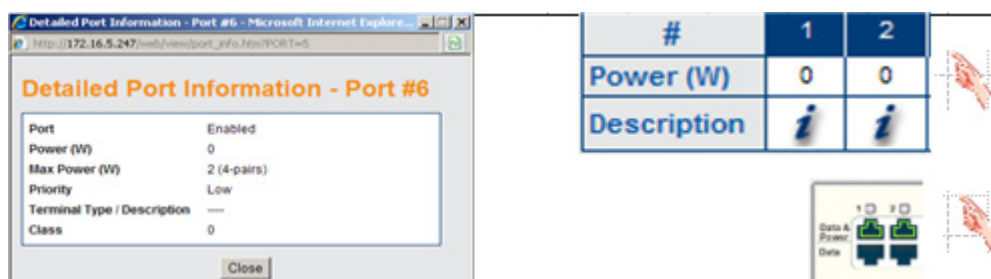 Detailed Port Information - Port #6 - Microsoft Internet Explore...
http://172.16.5.247/web/view/port_info.htm?PORT=5
Detailed Port Information - Port #6
Port Enabled
Power (W) 0
Max Power (W) 2 (4-pairs)
Priority Low
Terminal Type / Description ----
Class 0
Close
# 1 2
Power (W) 0 0
Description i i
1 2
Data & Power
Data